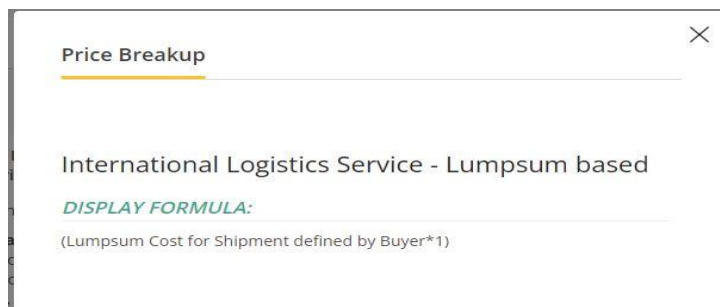 Price Breakup
International Logistics Service - Lumpsum based
DISPLAY FORMULA:
(Lumpsum Cost for Shipment defined by Buyer*1)